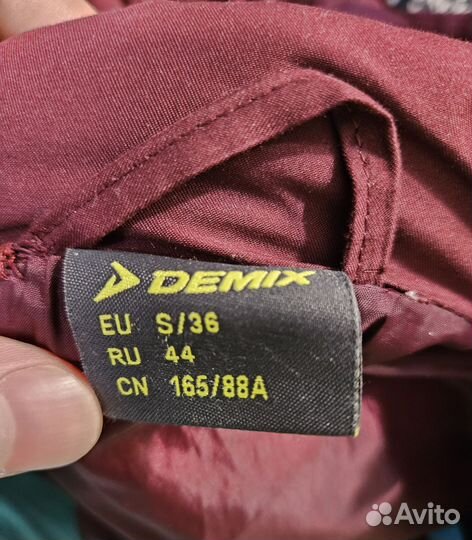 DEMIX
EU S/36
RU 44
CN 165/88A
Avito